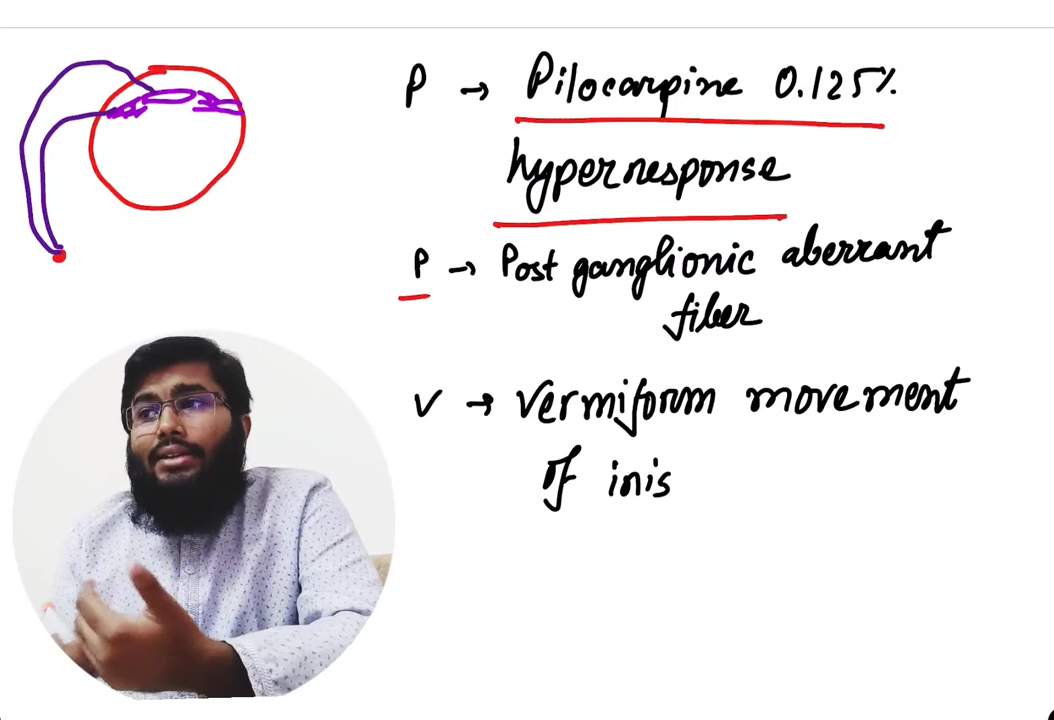 P → Pilocarpine 0.125%
hyperresponse
P → Post ganglionic aberrant
fiber
V → Vermiform movement
of iris